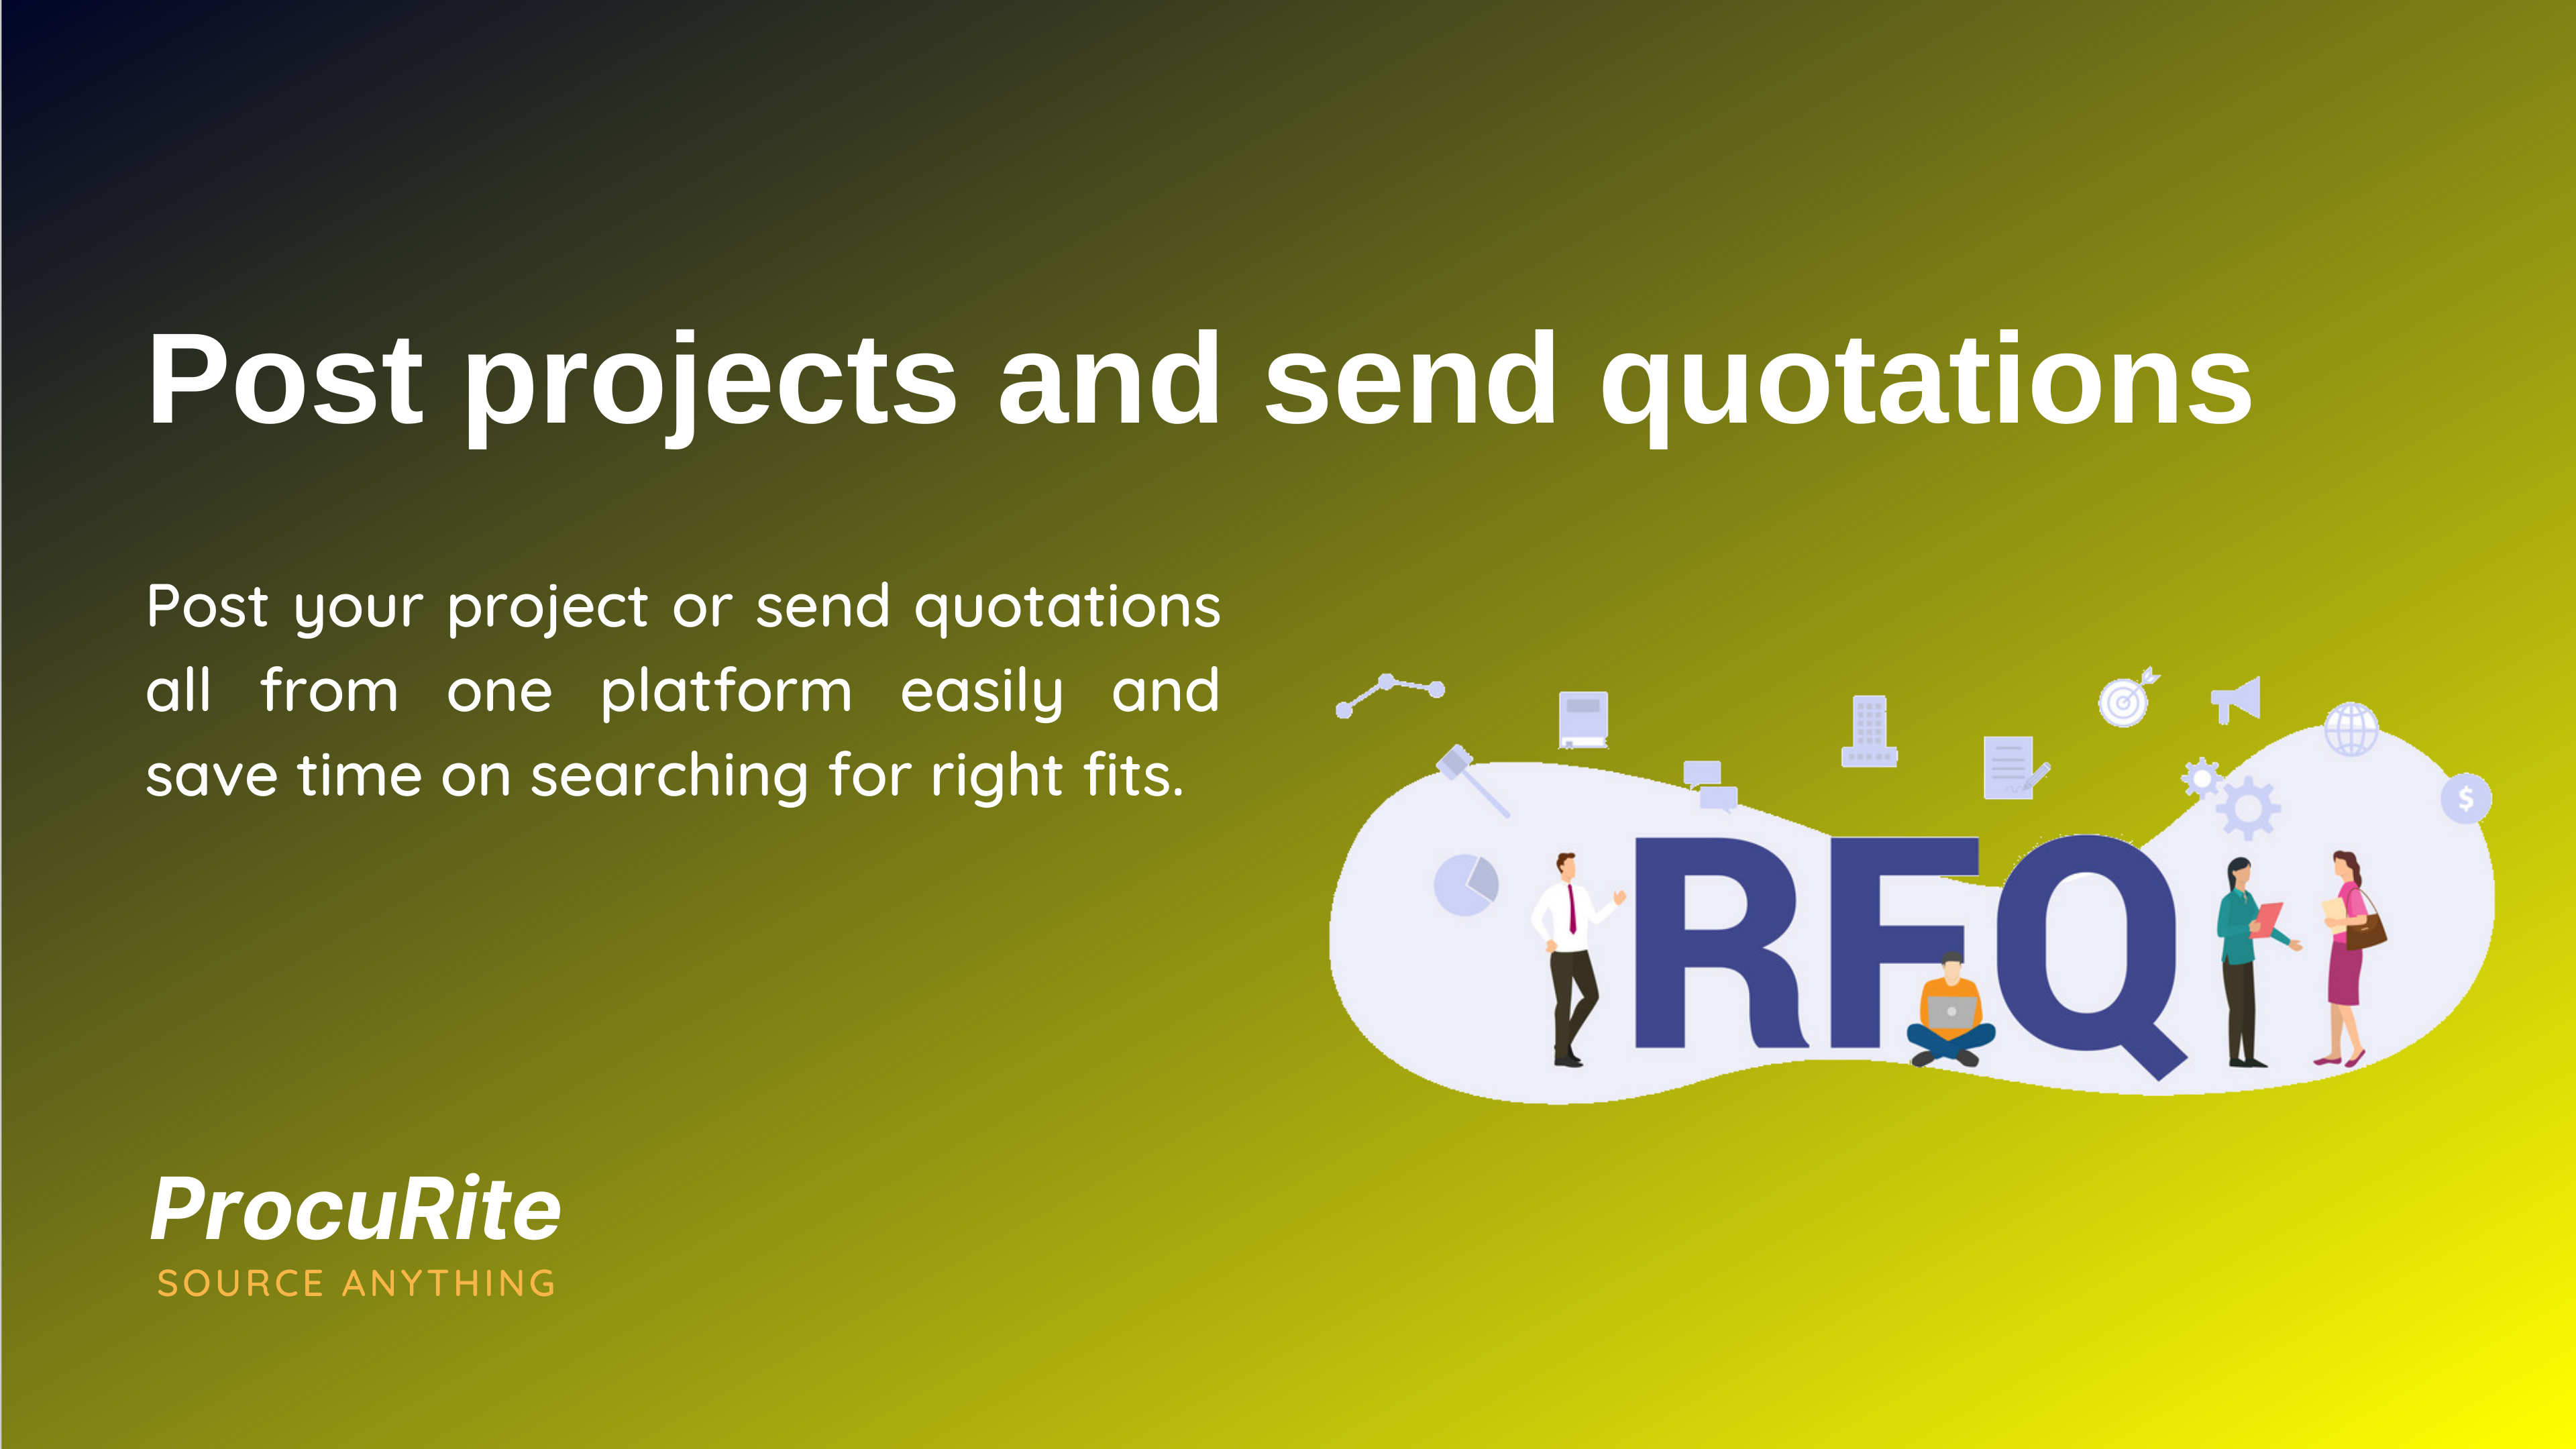 Post projects and send quotations
Post your project or send quotations
all from one platform easily and
save time on searching for right fits.
$
RFQ
ProcuRite
SOURCE ANYTHING